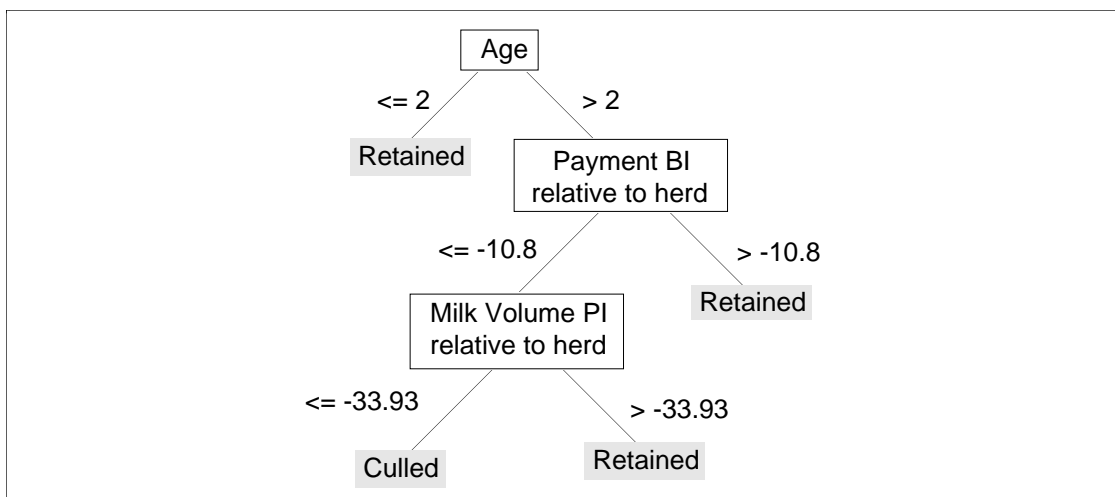 Age
<= 2
> 2
Retained
Payment BI
relative to herd
<= -10.8
> -10.8
Retained
Milk Volume PI
relative to herd
<= -33.93
> -33.93
Culled
Retained